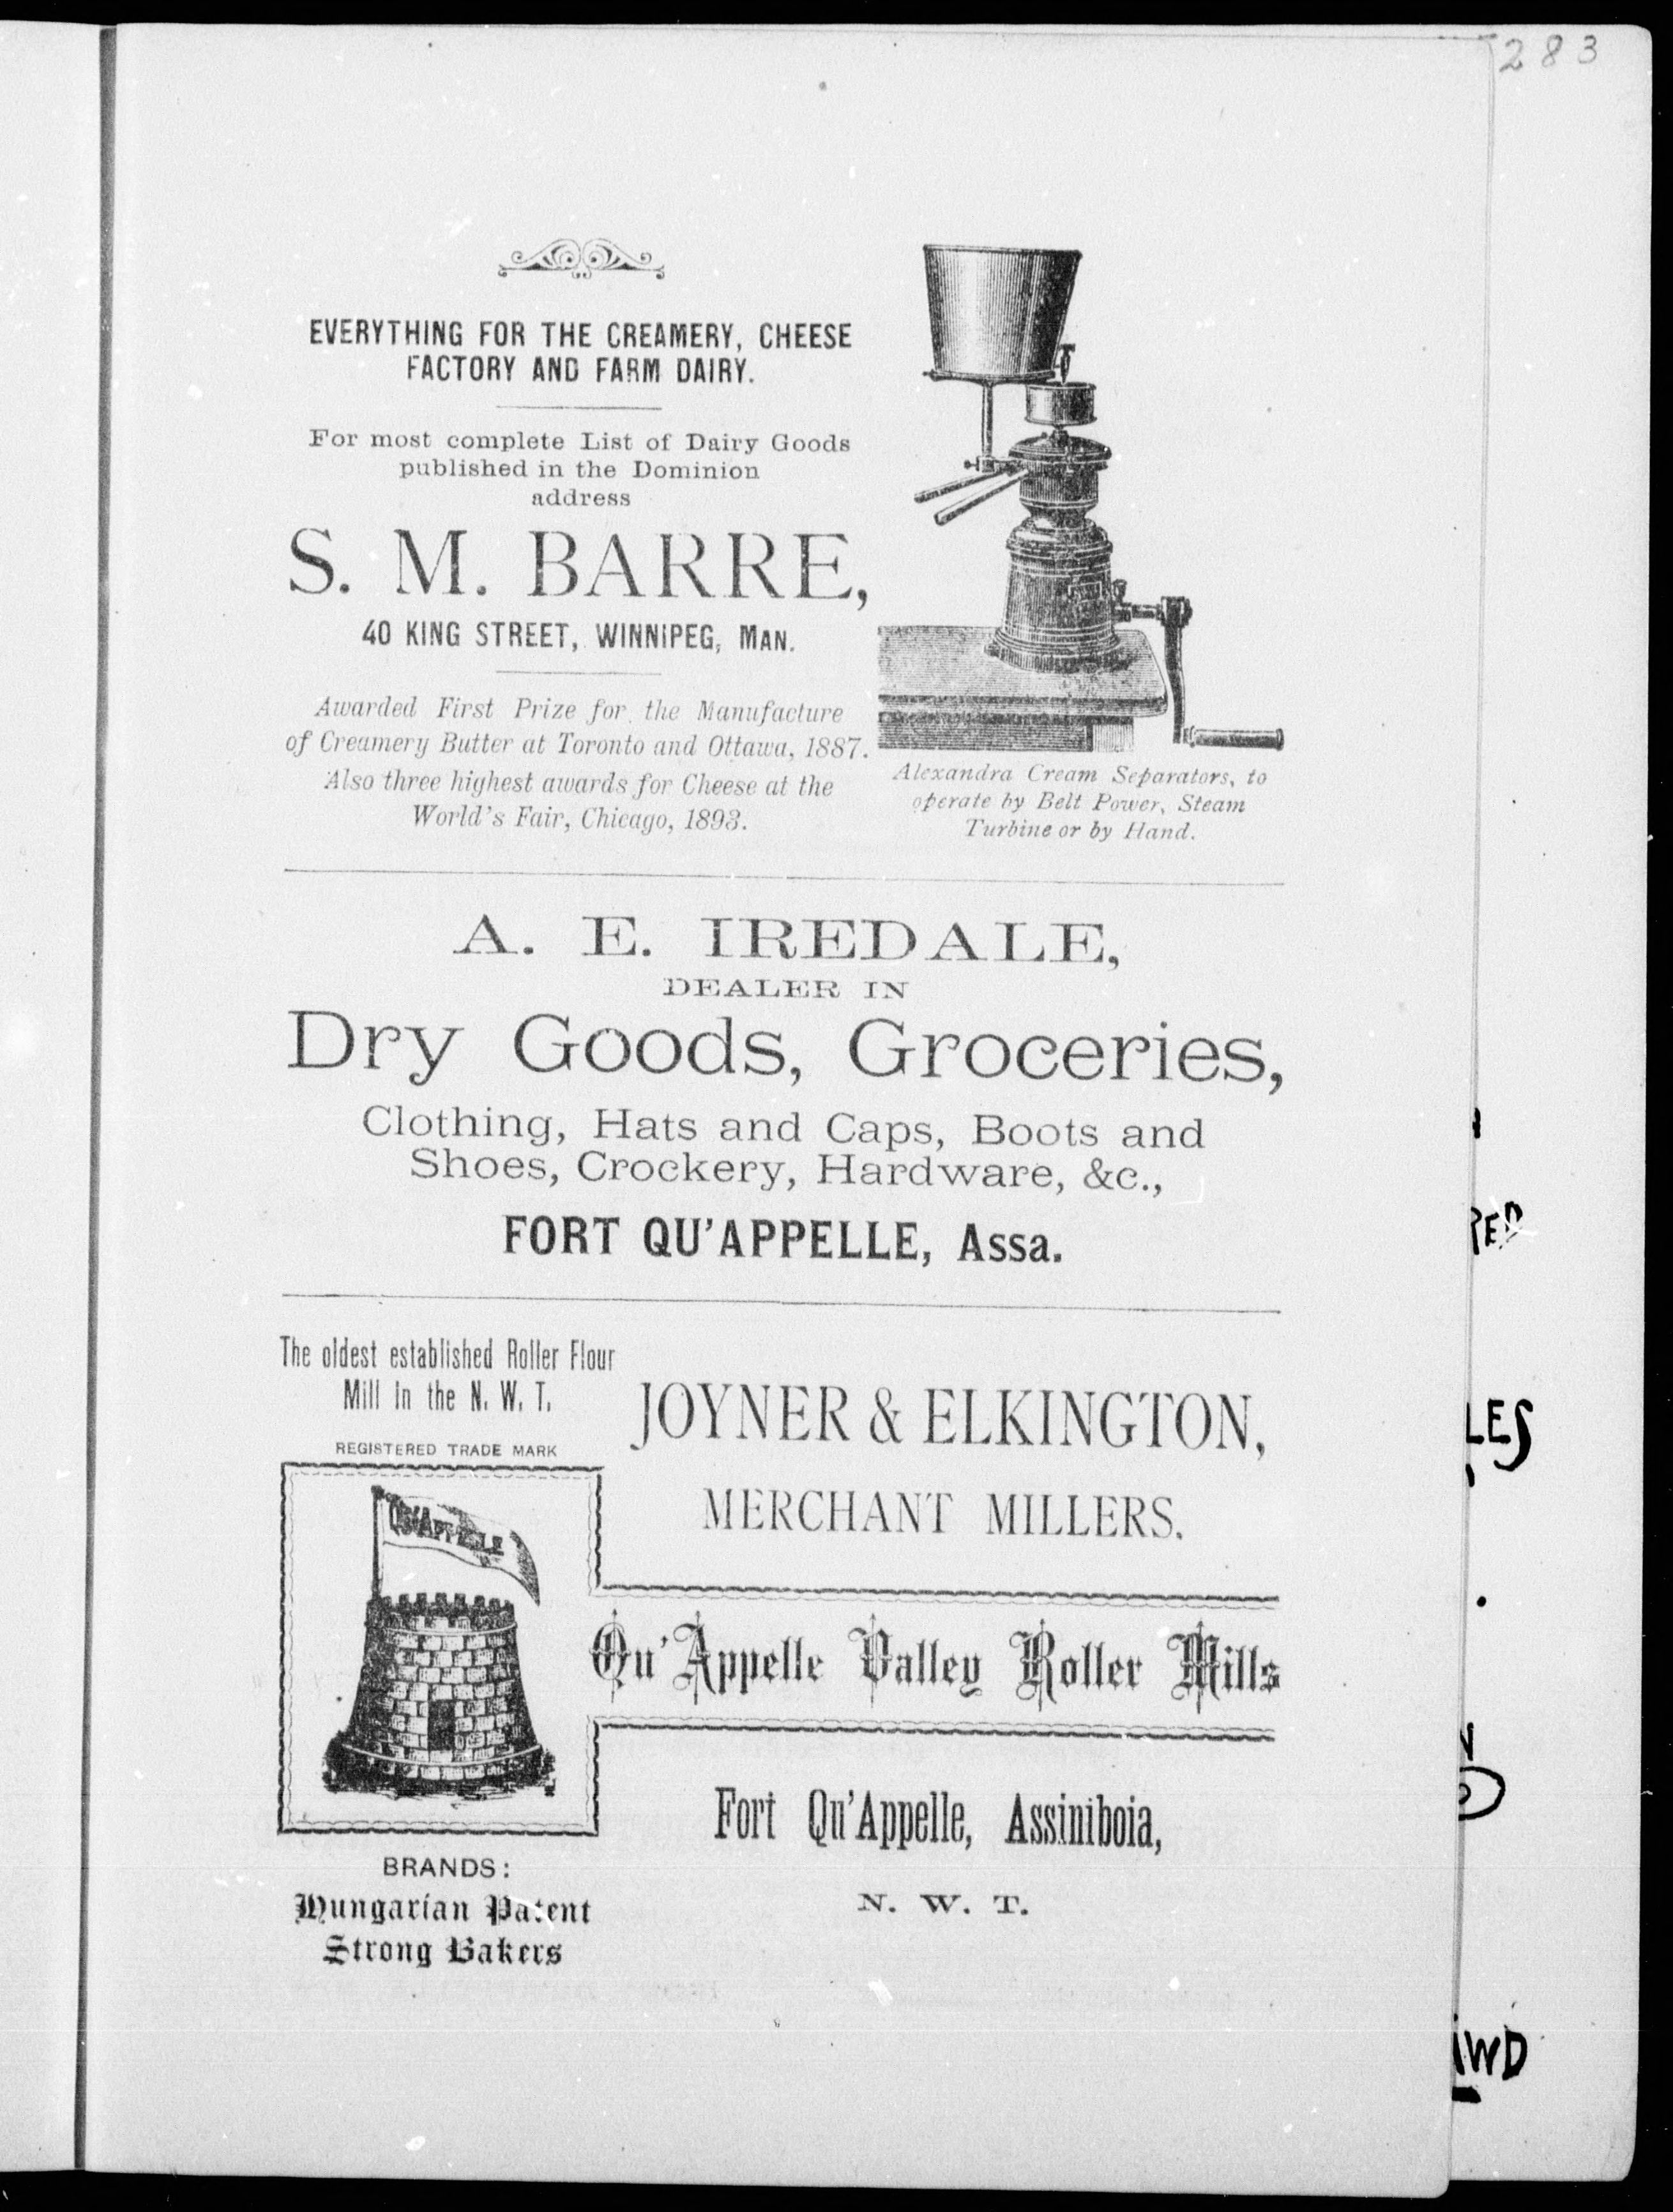 283
EVERYTHING FOR THE CREAMERY, CHEESE
FACTORY AND FARM DAIRY.
For most complete List of Dairy Goods
published in the Dominion
address
S. M. BARRE,
40 KING STREET, WINNIPEG, MAN.
Awarded First Prize for the Manufacture
of Creamery Butter at Toronto and Ottawa, 1887.
Also three highest awards for Cheese at the
World's Fair, Chicago, 1893.
Alexandra Cream Separators, to
operate by Belt Power, Steam
Turbine or by Hand.
A. E. IREDALE,
DEALER IN
Dry Goods, Groceries,
Clothing, Hats and Caps, Boots and
Shoes, Crockery, Hardware, &c.,
FORT QU'APPELLE, Assa.
The oldest established Roller Flour
Mill In the N. W. T.
REGISTERED TRADE MARK
QU'APPELLE
JOYNER & ELKINGTON,
MERCHANT MILLERS.
Qu'Appelle Valley Roller Mills
Fort Qu'Appelle, Assiniboia,
N. W. T.
BRANDS:
Hungarian Patent
Strong Bakers
LES